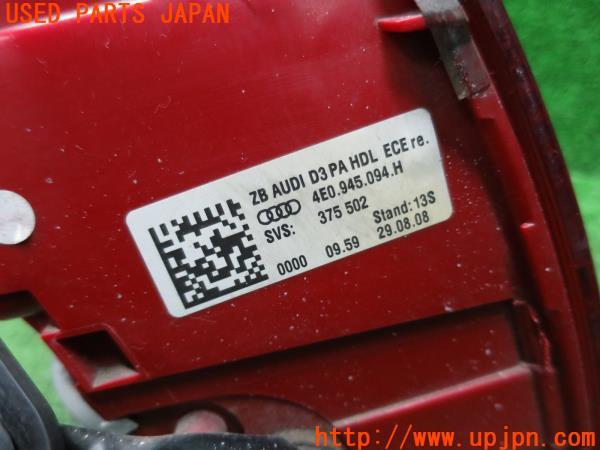 USED PARTS JAPAN
ZB AUDI D3 PA HDL ECE re.
4E0.945.094.H
SVS: 375 502 Stand: 13S
0000 09.59 29.08.08
http://www.upjpn.com/